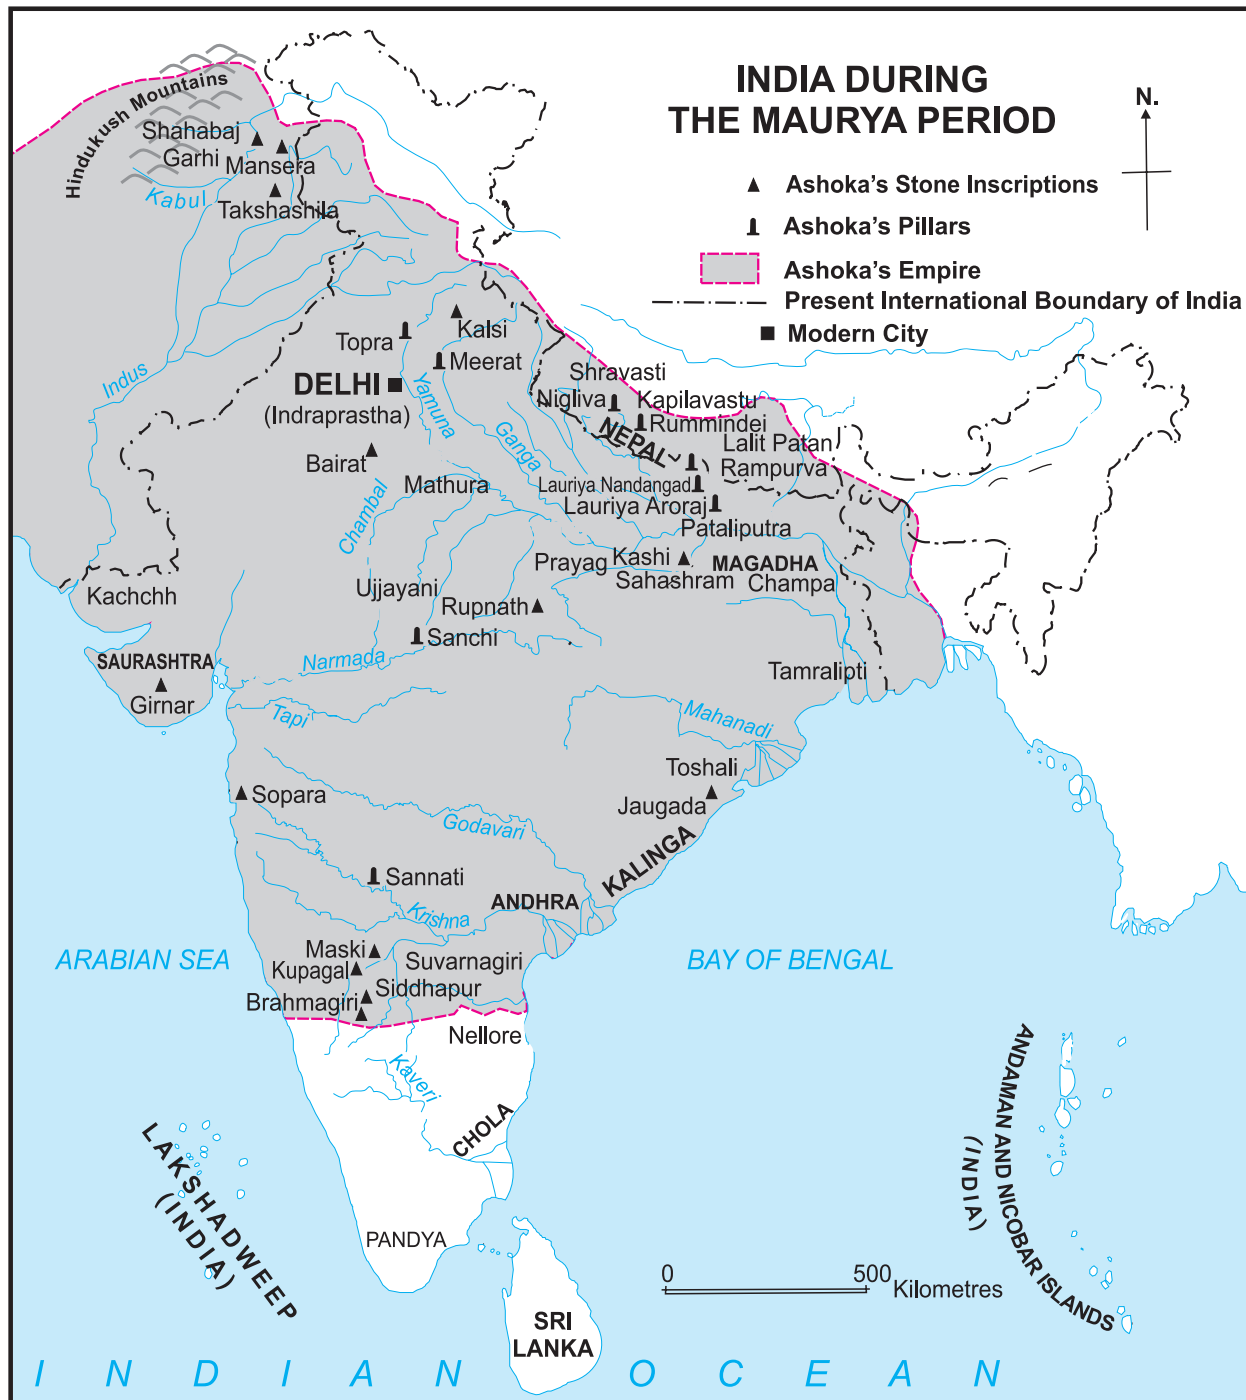 INDIA DURING
THE MAURYA PERIOD
N.
Ashoka's Stone Inscriptions
Ashoka's Pillars
Ashoka's Empire
Present International Boundary of India
Modern City
Hindukush Mountains
Shahabaj
Garhi
Mansera
Kabul
Takshashila
Indus
Topra
Kalsi
Meerat
DELHI
(Indraprastha)
Yamuna
Ganga
Shravasti
Nigliva
Kapilavastu
Rummindei
NEPAL
Lalit Patan
Rampurva
Lauriya Nandangad
Lauriya Aroraj
Pataliputra
Bairat
Mathura
Chambal
Prayag
Kashi
MAGADHA
Sahashram
Champa
Kachchh
Ujjayani
Rupnath
Sanchi
SAURASHTRA
Narmada
Girnar
Tamralipti
Tapi
Mahanadi
Toshali
Sopara
Jaugada
Godavari
KALINGA
Sannati
ANDHRA
Krishna
ARABIAN SEA
BAY OF BENGAL
Maski
Suvarnagiri
Kupagal
Siddhapur
Brahmagiri
Nellore
Kaveri
CHOLA
LAKSHADWEEP
(INDIA)
ANDAMAN AND NICOBAR ISLANDS
(INDIA)
PANDYA
0 500
Kilometres
SRI
LANKA
INDIAN OCEAN